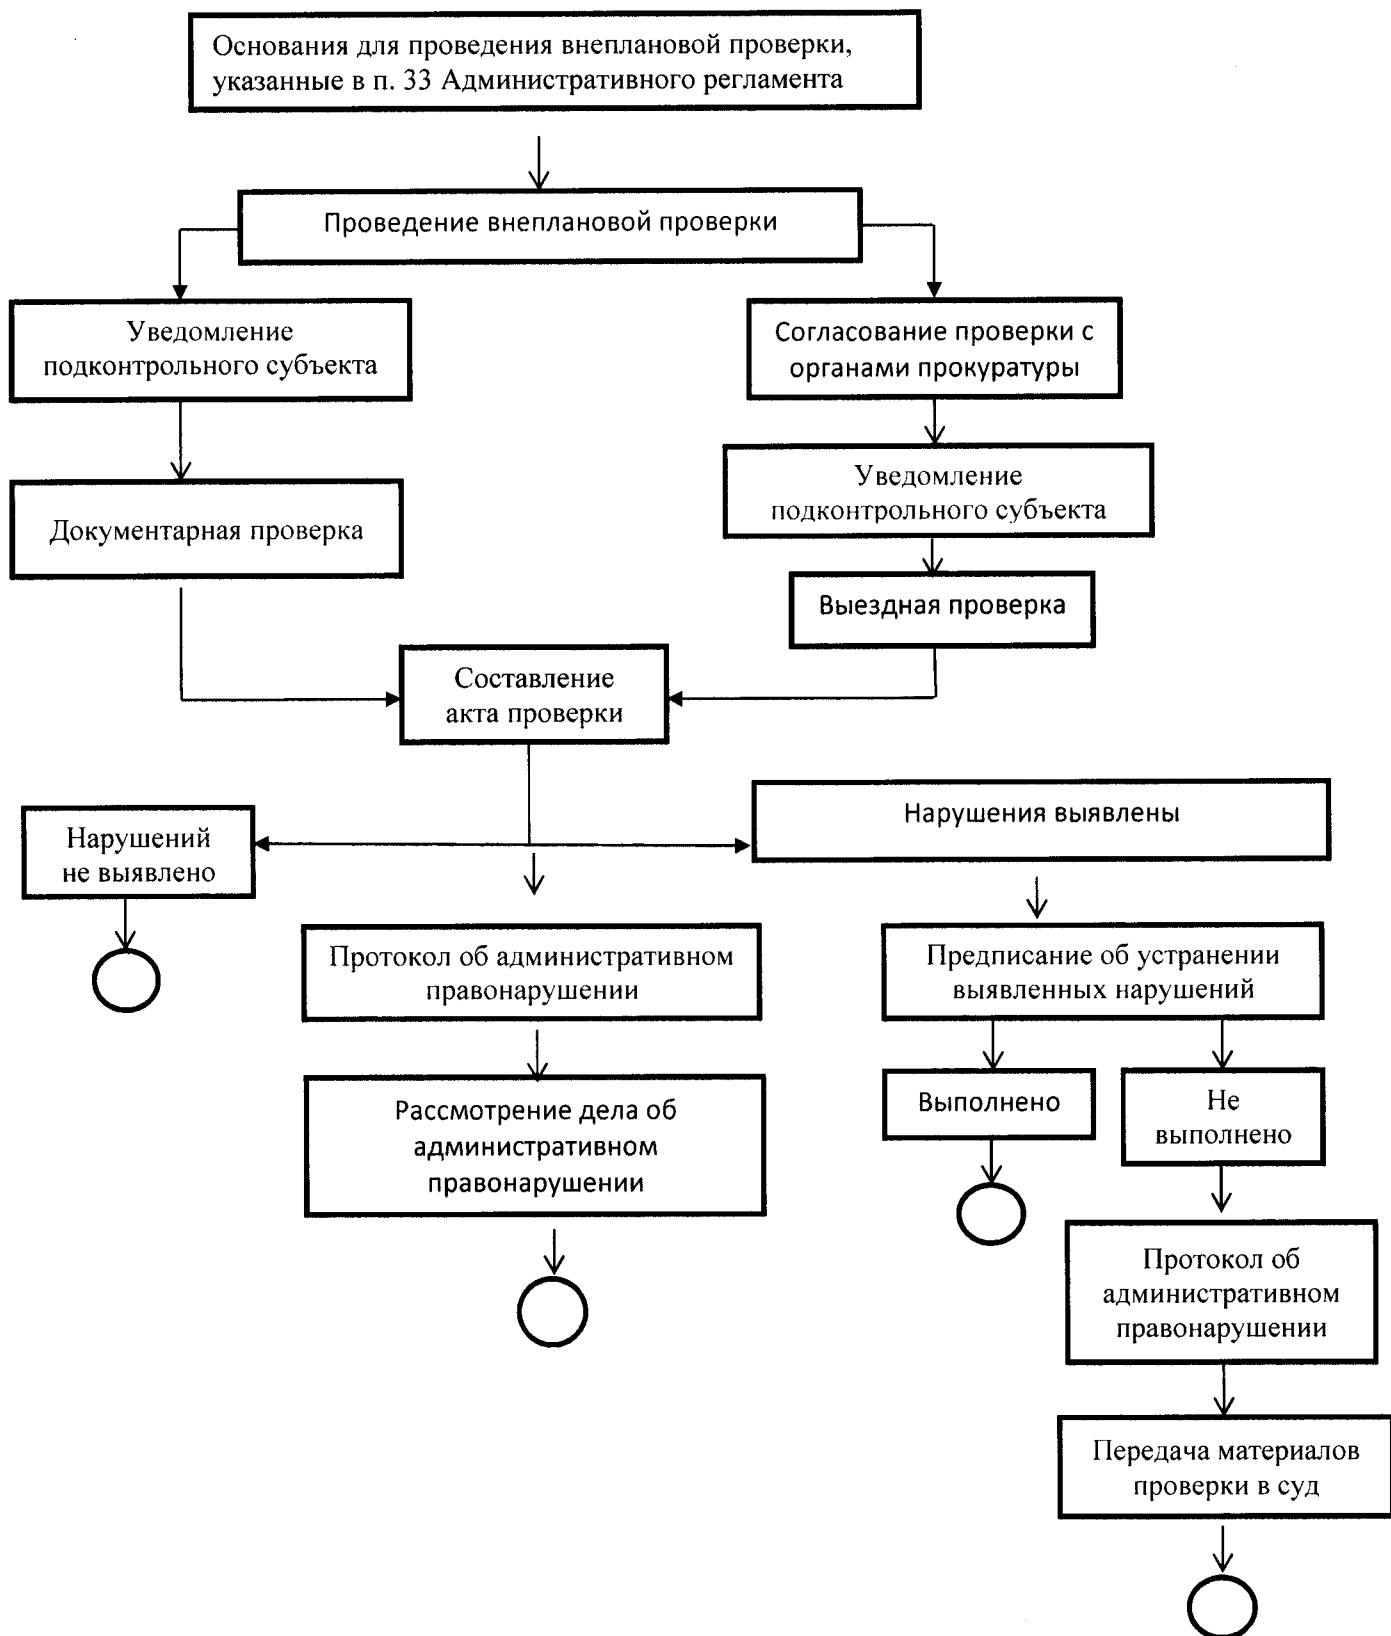 Основания для проведения внеплановой проверки,
указанные в п. 33 Административного регламента
Проведение внеплановой проверки
Уведомление
подконтрольного субъекта
Согласование проверки с
органами прокуратуры
Документарная проверка
Уведомление
подконтрольного субъекта
Выездная проверка
Составление
акта проверки
Нарушений
не выявлено
Нарушения выявлены
Протокол об административном
правонарушении
Предписание об устранении
выявленных нарушений
Рассмотрение дела об
административном
правонарушении
Выполнено
Не
выполнено
Протокол об
административном
правонарушении
Передача материалов
проверки в суд